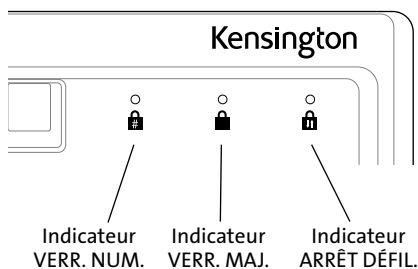 Kensington
#
Indicateur Indicateur Indicateur
VERR. NUM. VERR. MAJ. ARRÊT DÉFIL.